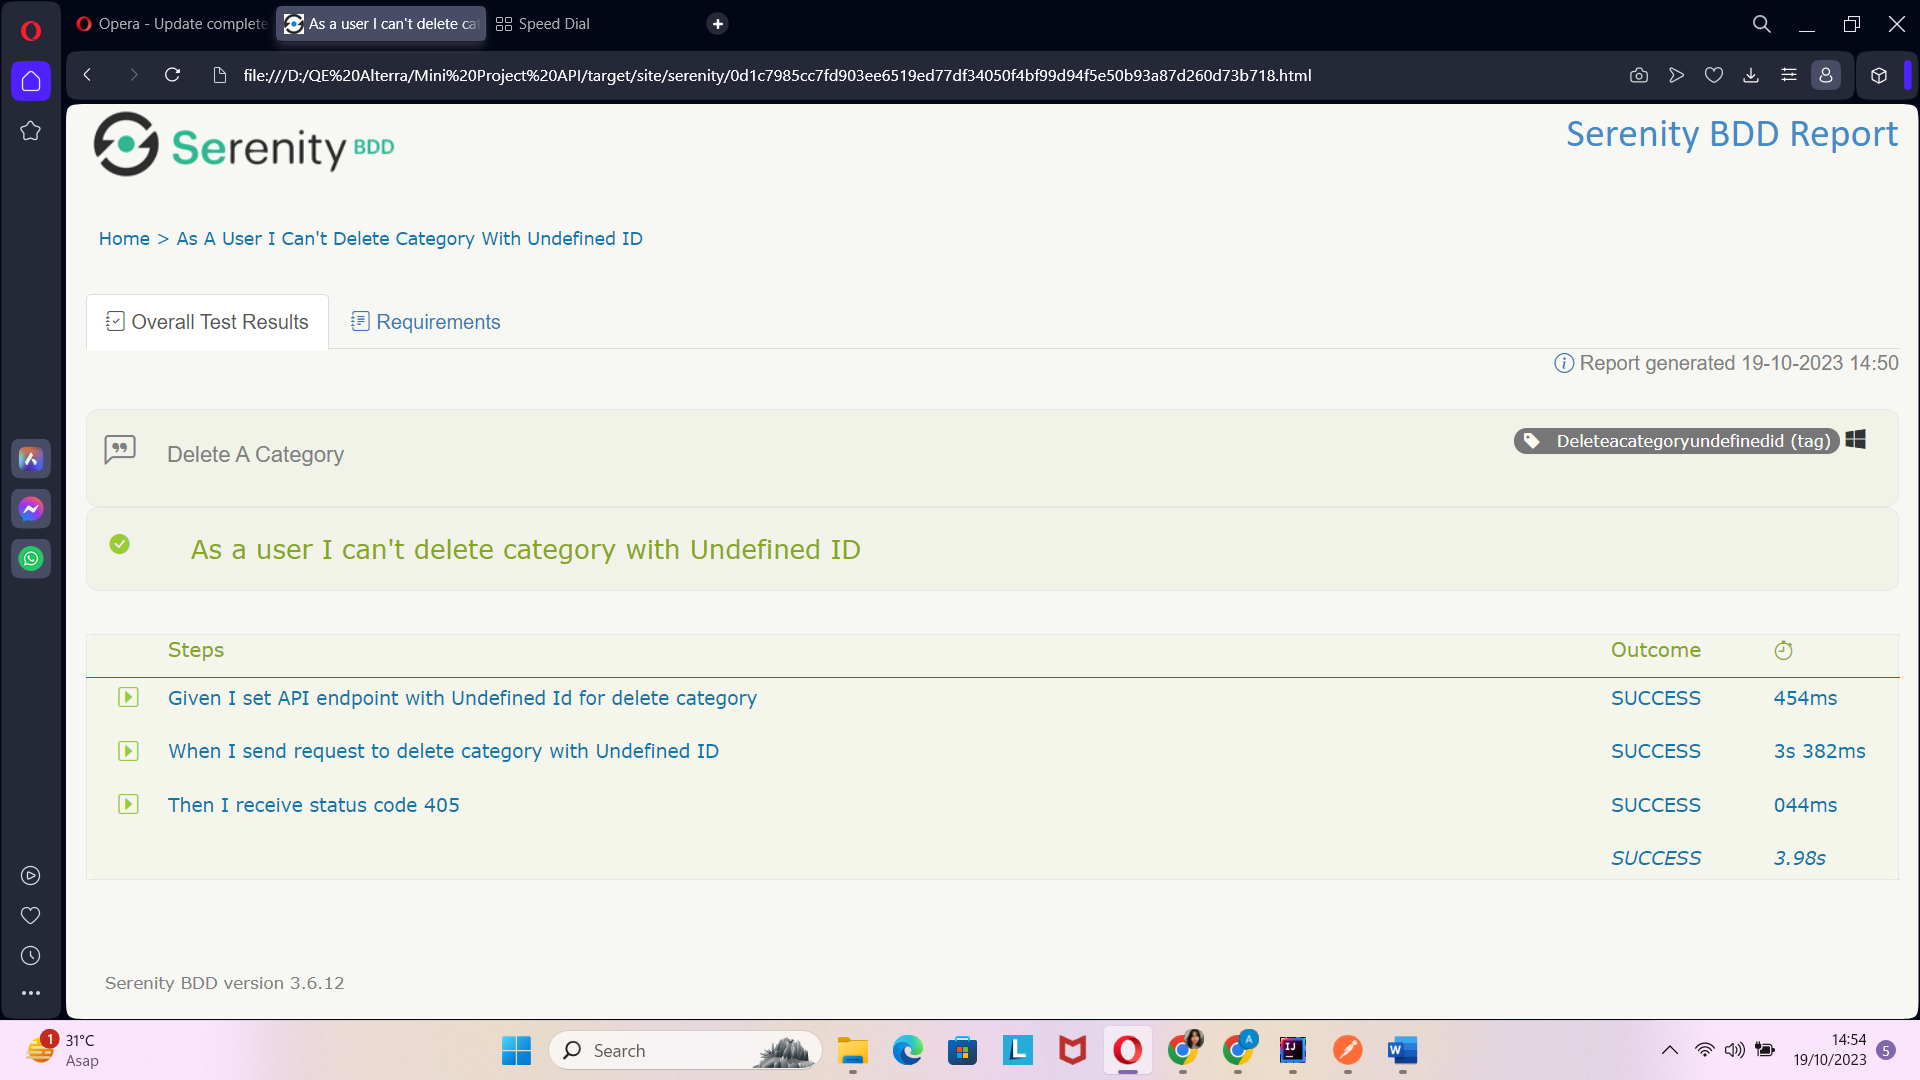 Opera - Update complete
As a user I can't delete cat
Speed Dial
file:///D:/QE%20Alterra/Mini%20Project%20API/target/site/serenity/0d1c7985cc7fd903ee6519ed77df34050f4bf99d94f5e50b93a87d260d73b718.html
Serenity BDD
Serenity BDD Report
Home > As A User I Can't Delete Category With Undefined ID
Overall Test Results
Requirements
Report generated 19-10-2023 14:50
Delete A Category
Deleteacategoryundefinedid (tag)
As a user I can't delete category with Undefined ID
Steps Outcome
Given I set API endpoint with Undefined Id for delete category SUCCESS 454ms
When I send request to delete category with Undefined ID SUCCESS 3s 382ms
Then I receive status code 405 SUCCESS 044ms
SUCCESS 3.98s
Serenity BDD version 3.6.12
1
31°C
Asap
Search
L
A
IJ
W
14:54
19/10/2023
5